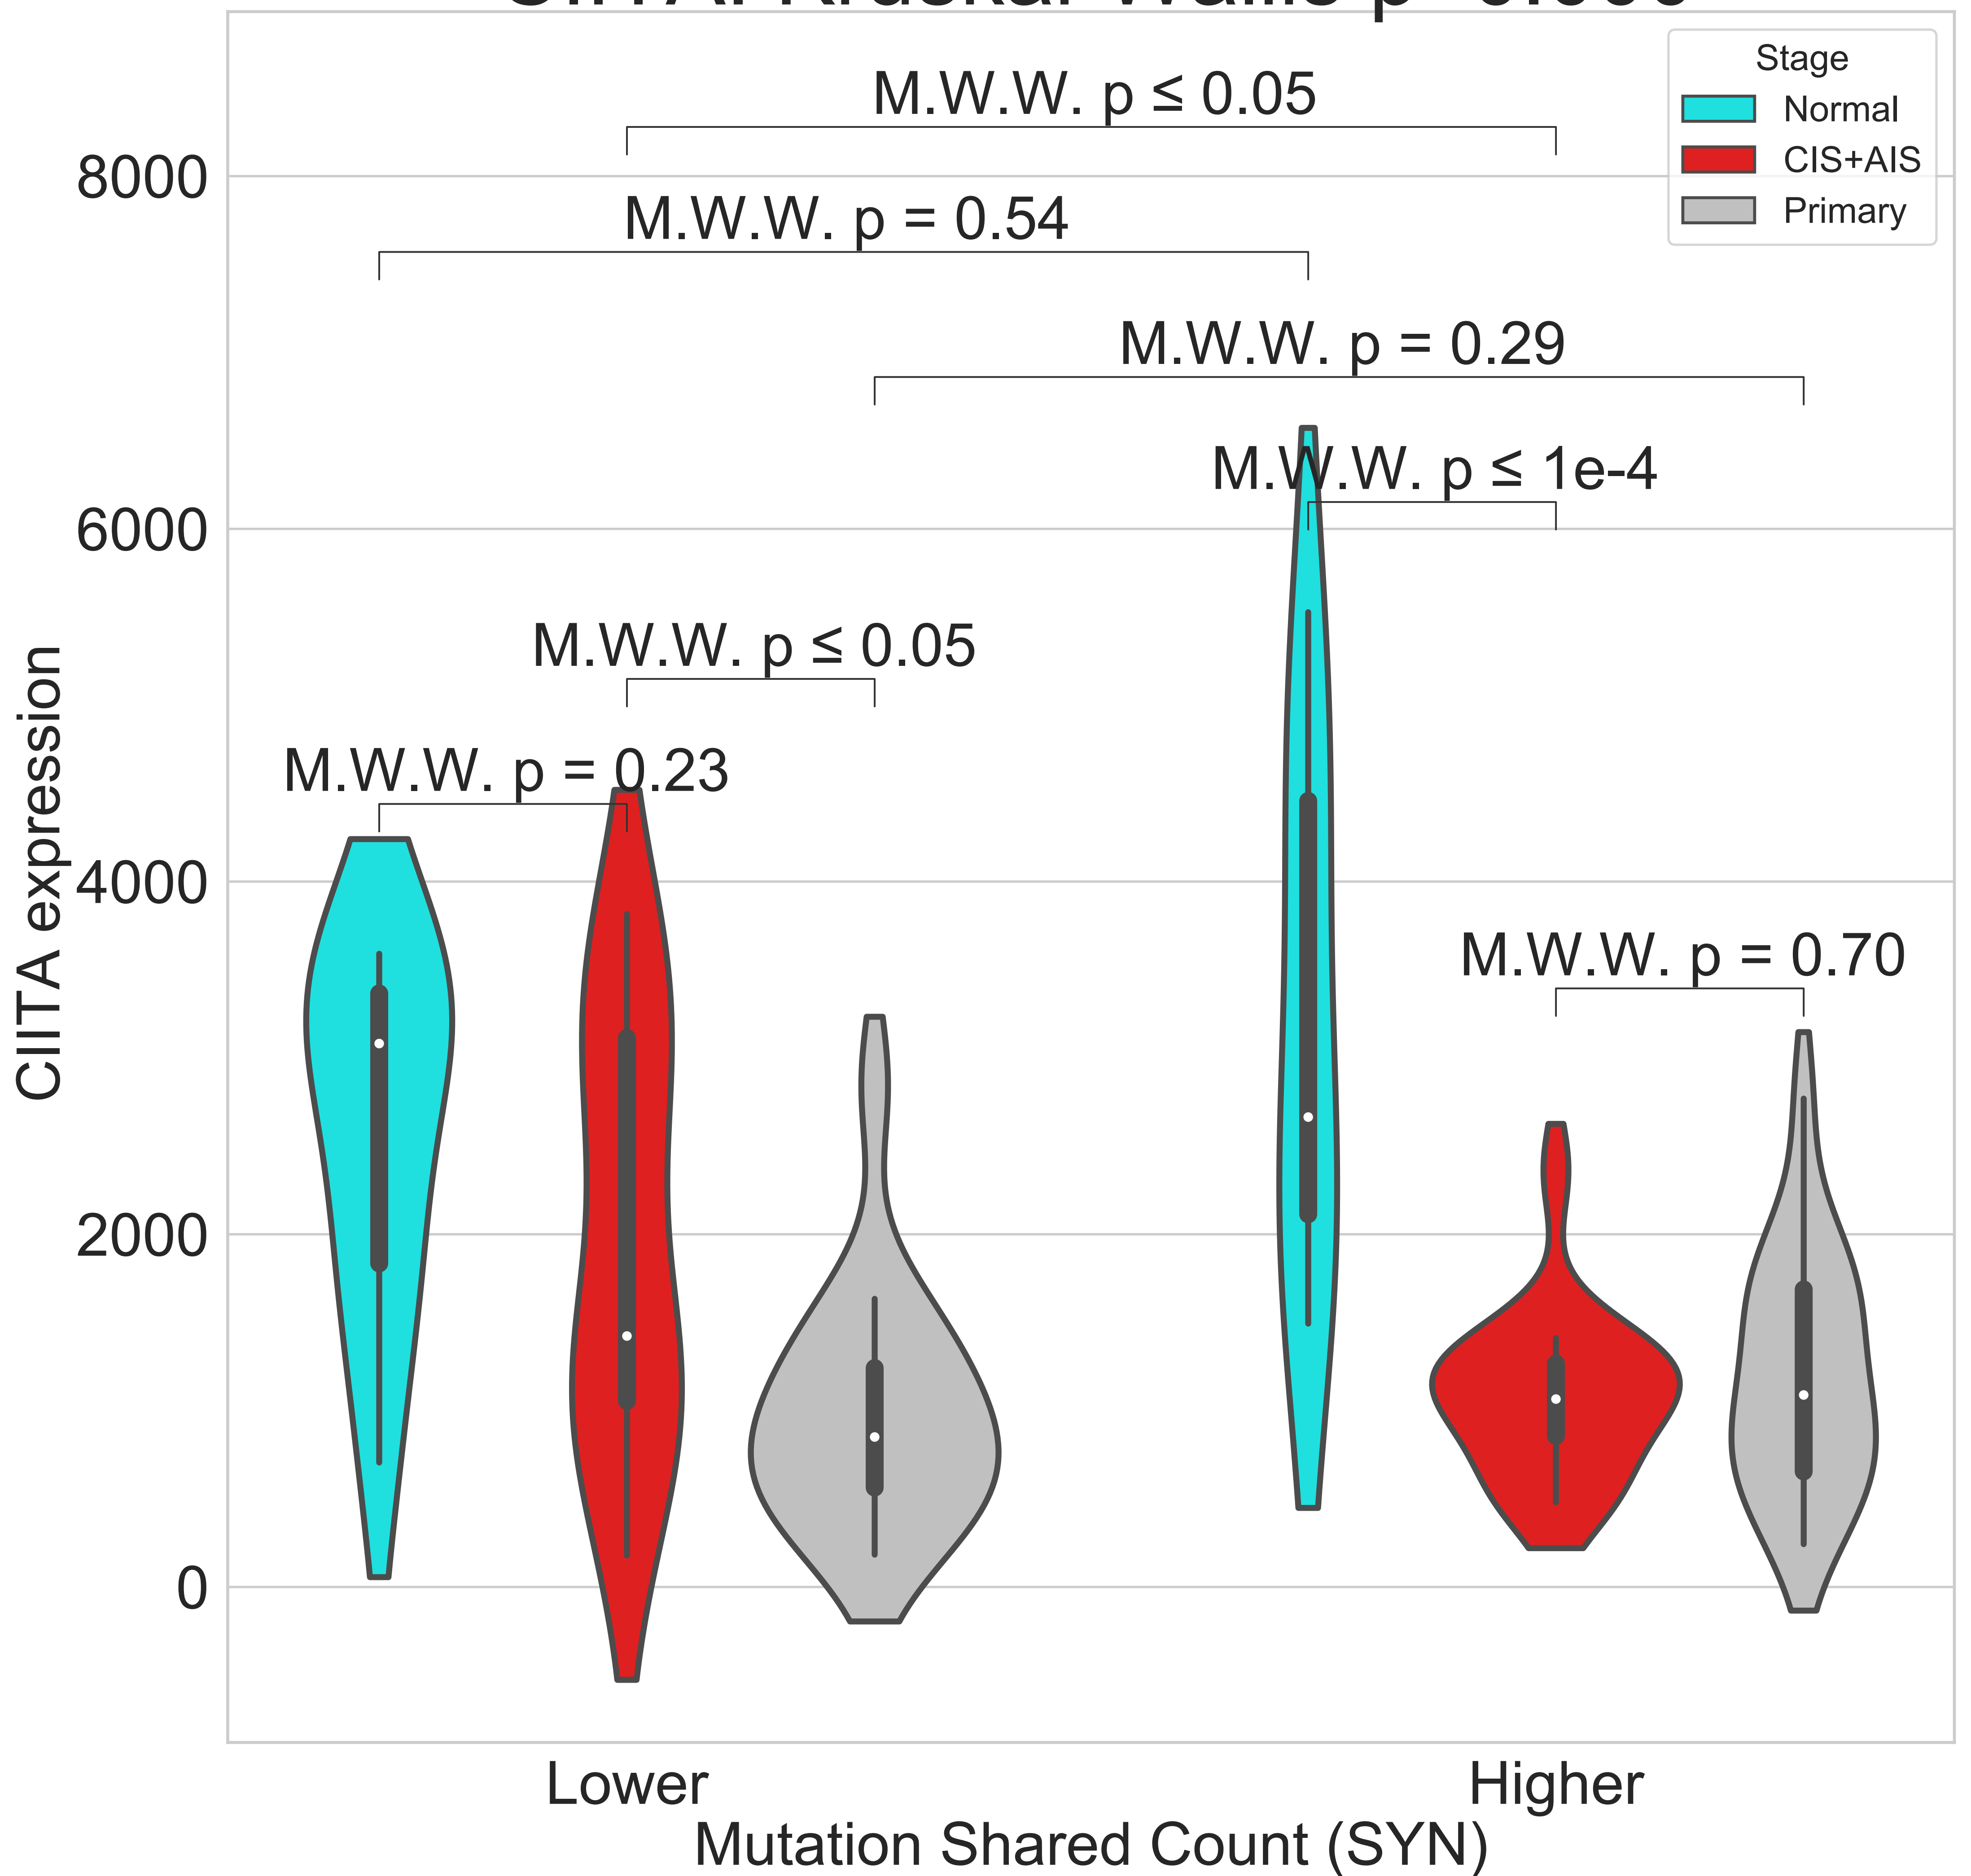 Stage
Normal
CIS+AIS
Primary
M.W.W. p ≤ 0.05
M.W.W. p = 0.54
M.W.W. p = 0.29
M.W.W. p ≤ 1e-4
M.W.W. p ≤ 0.05
M.W.W. p = 0.23
M.W.W. p = 0.70
8000
6000
4000
2000
0
CIITA expression
Lower
Higher
Mutation Shared Count (SYN)